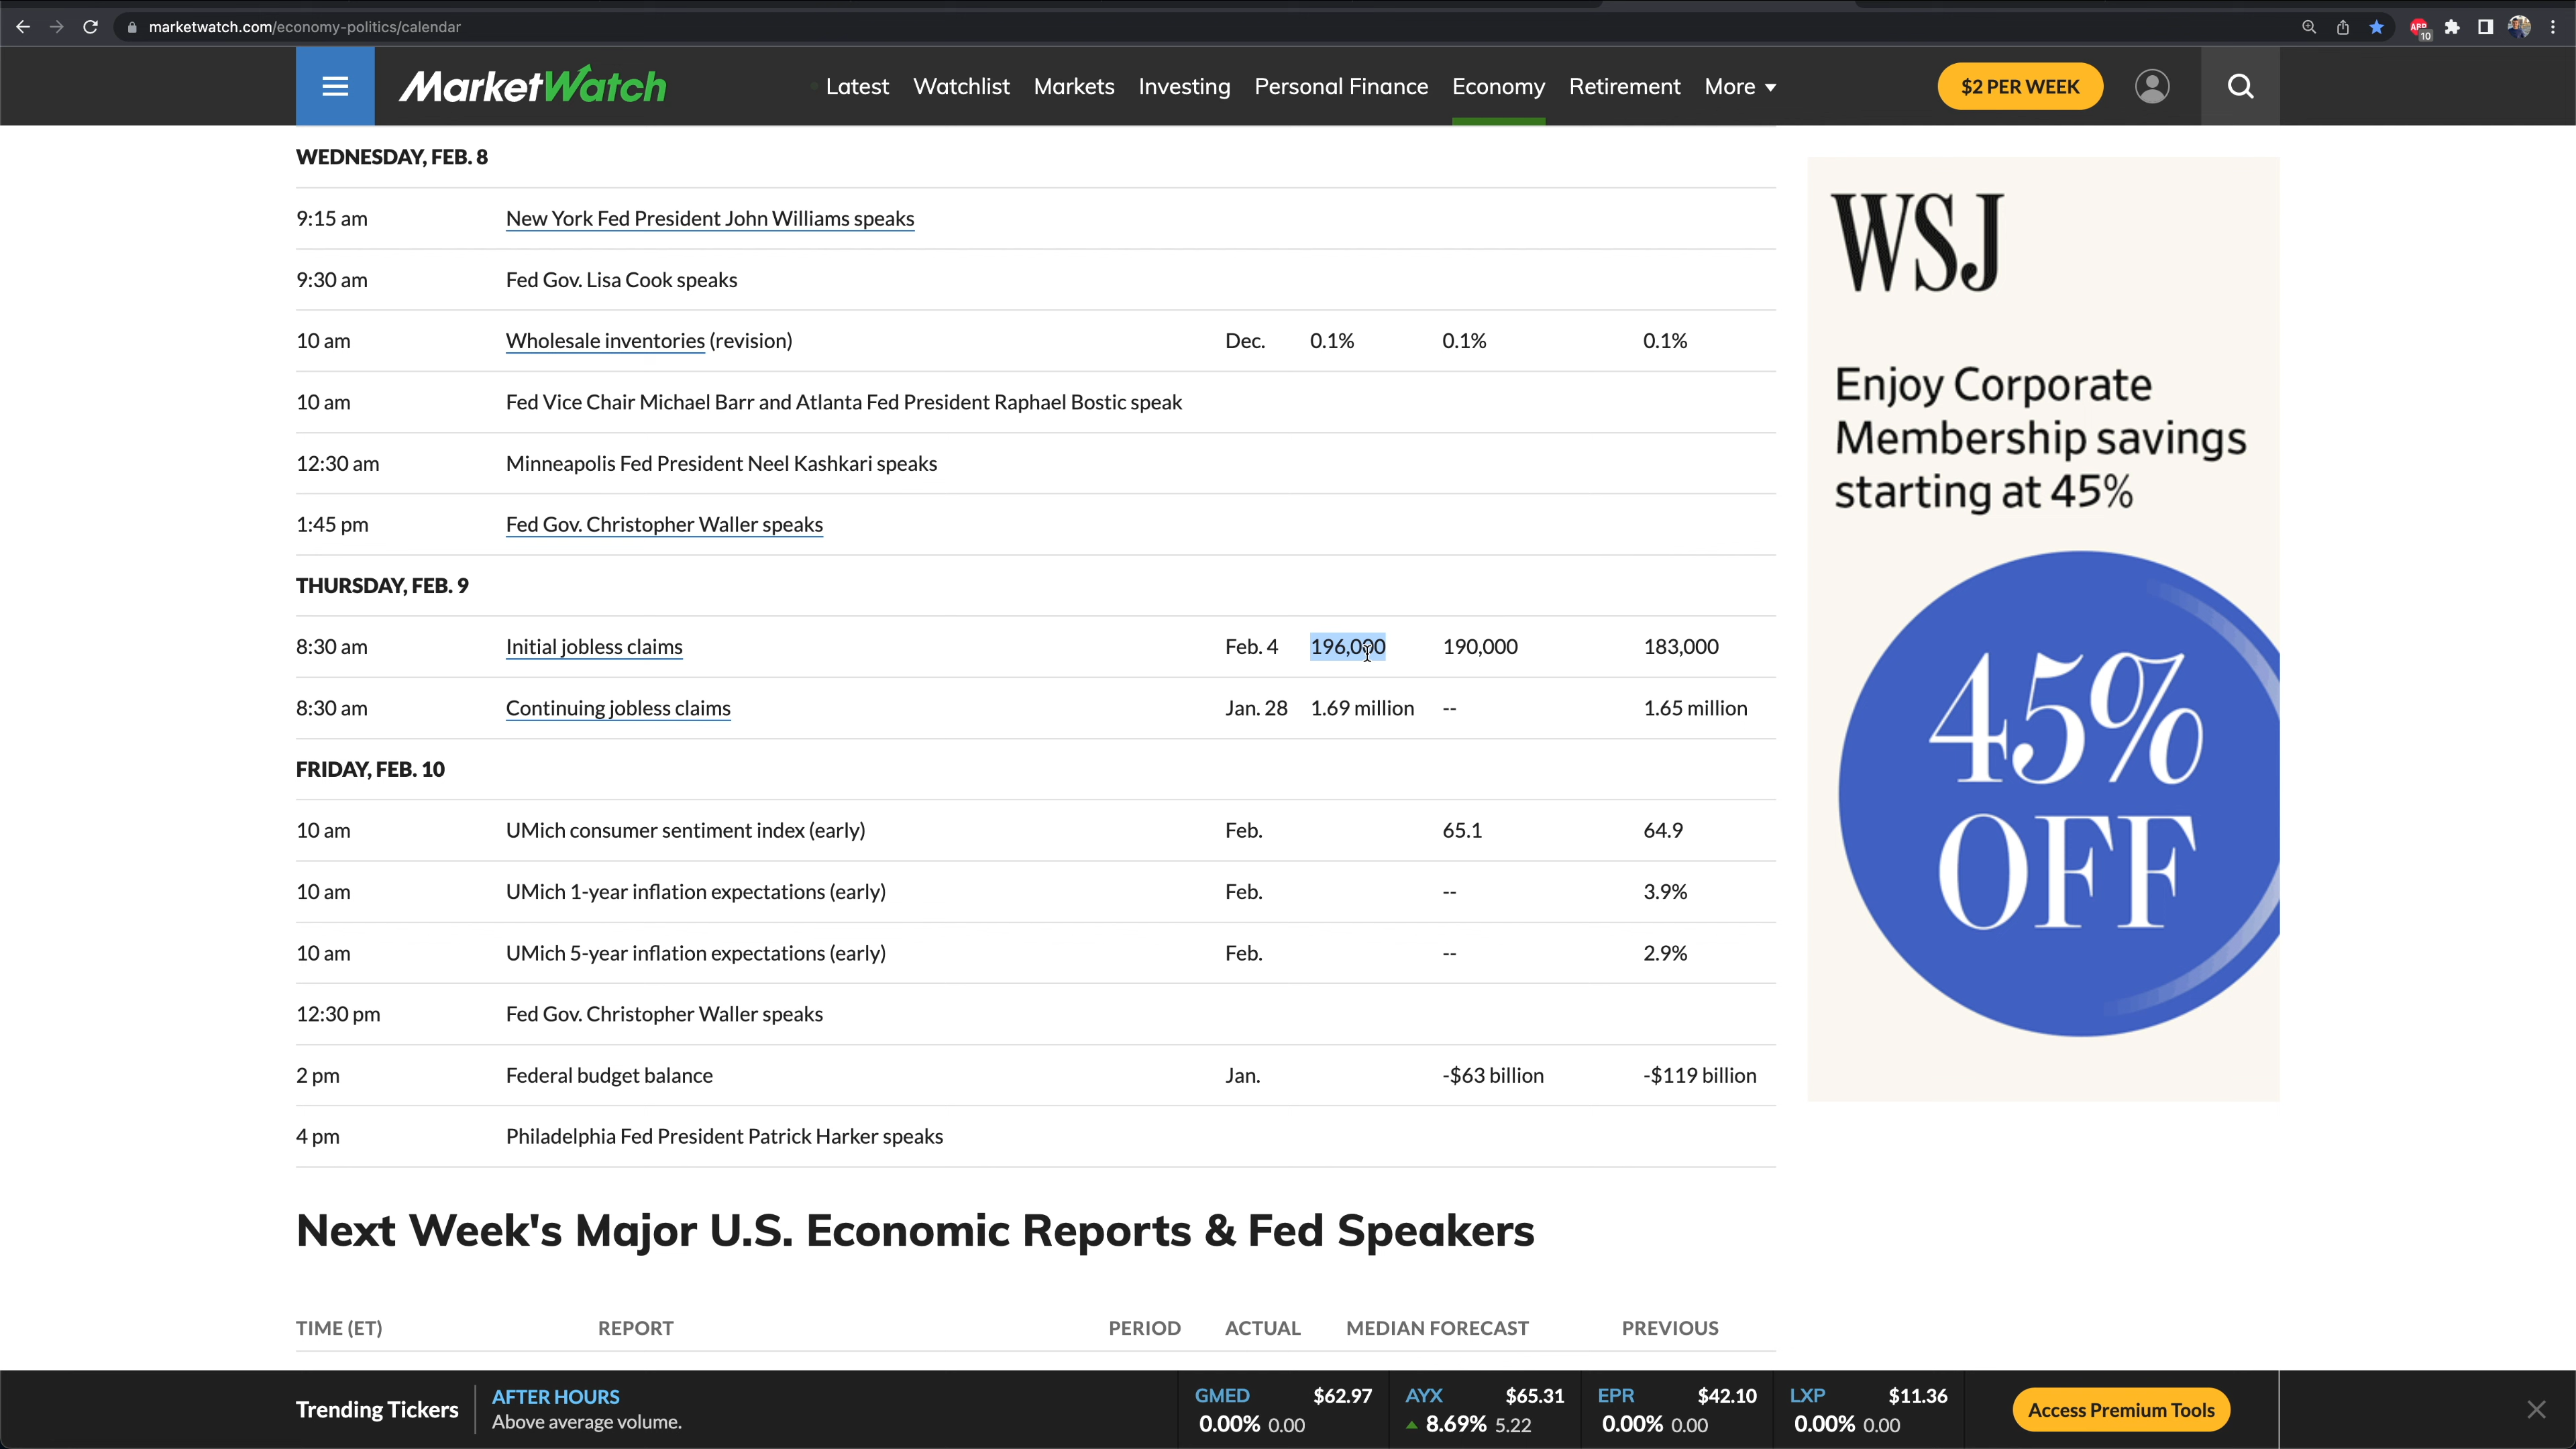 marketwatch.com/economy-politics/calendar
ABP
10
MarketWatch
Latest Watchlist Markets Investing Personal Finance Economy Retirement More
$2 PER WEEK
WEDNESDAY, FEB. 8
9:15 am New York Fed President John Williams speaks
9:30 am Fed Gov. Lisa Cook speaks
10 am Wholesale inventories (revision) Dec. 0.1% 0.1% 0.1%
10 am Fed Vice Chair Michael Barr and Atlanta Fed President Raphael Bostic speak
12:30 am Minneapolis Fed President Neel Kashkari speaks
1:45 pm Fed Gov. Christopher Waller speaks
THURSDAY, FEB. 9
8:30 am Initial jobless claims Feb. 4 196,000 190,000 183,000
8:30 am Continuing jobless claims Jan. 28 1.69 million -- 1.65 million
FRIDAY, FEB. 10
10 am UMich consumer sentiment index (early) Feb. 65.1 64.9
10 am UMich 1-year inflation expectations (early) Feb. -- 3.9%
10 am UMich 5-year inflation expectations (early) Feb. -- 2.9%
12:30 pm Fed Gov. Christopher Waller speaks
2 pm Federal budget balance Jan. -$63 billion -$119 billion
4 pm Philadelphia Fed President Patrick Harker speaks
Next Week's Major U.S. Economic Reports & Fed Speakers
TIME (ET) REPORT PERIOD ACTUAL MEDIAN FORECAST PREVIOUS
WSJ
Enjoy Corporate
Membership savings
starting at 45%
45%
OFF
Trending Tickers
AFTER HOURS
Above average volume.
GMED $62.97
0.00% 0.00
AYX $65.31
8.69% 5.22
EPR $42.10
0.00% 0.00
LXP $11.36
0.00% 0.00
Access Premium Tools